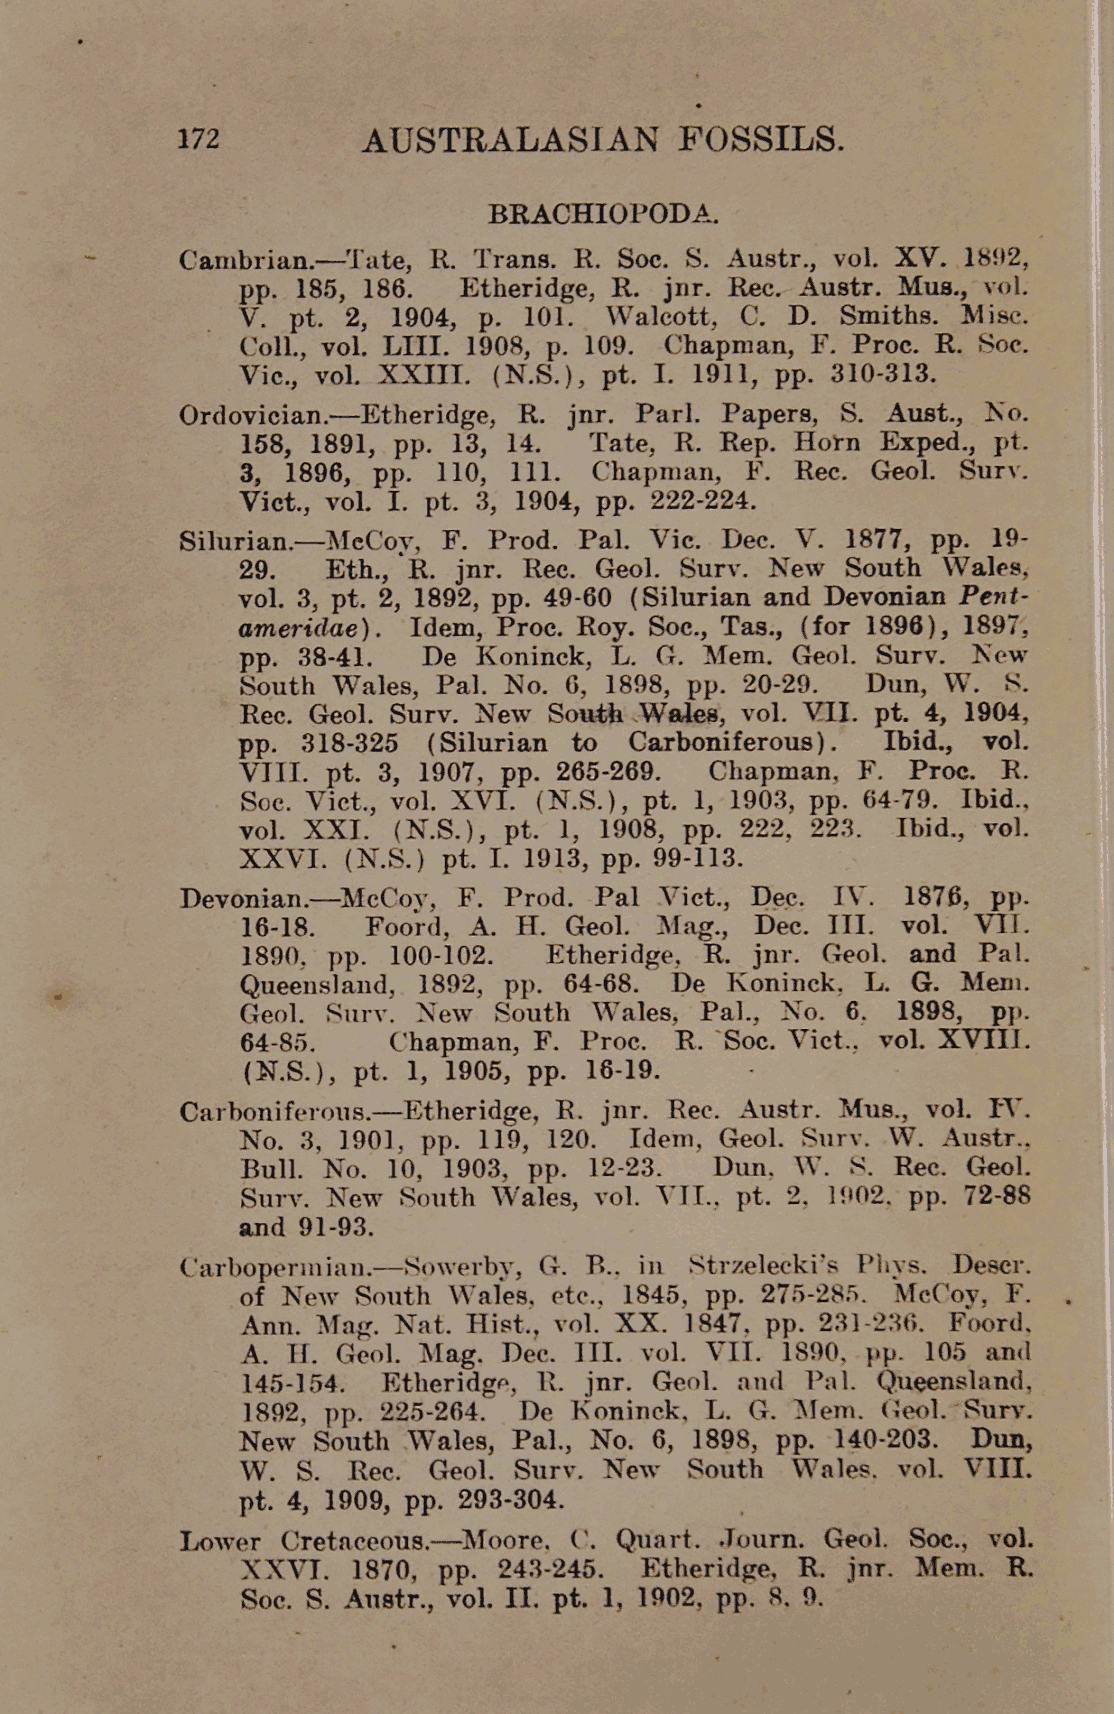 172 AUSTRALASIAN FOSSILS.
BRACHIOPODA.
Cambrian.—Tate, R. Trans. R. Soc. S. Austr., vol. XV. 1892,
pp. 185, 186. Etheridge, R. jnr. Rec. Austr. Mus., vol.
V. pt. 2, 1904, p. 101. Walcott, C. D. Smiths. Misc.
Coll., vol. LIII. 1908, p. 109. Chapman, F. Proc. R. Soc.
Vic., vol. XXIII. (N.S.), pt. I. 1911, pp. 310-313.
Ordovician.—Etheridge, R. jnr. Parl. Papers, S. Aust., No.
158, 1891, pp. 13, 14. Tate, R. Rep. Horn Exped., pt.
3, 1896, pp. 110, 111. Chapman, F. Rec. Geol. Surv.
Vict., vol. I. pt. 3, 1904, pp. 222-224.
Silurian.—McCoy, F. Prod. Pal. Vic. Dec. V. 1877, pp. 19-
29. Eth., R. jnr. Rec. Geol. Surv. New South Wales,
vol. 3, pt. 2, 1892, pp. 49-60 (Silurian and Devonian Pent-
ameridae). Idem, Proc. Roy. Soc., Tas., (for 1896), 1897,
pp. 38-41. De Koninck, L. G. Mem. Geol. Surv. New
South Wales, Pal. No. 6, 1898, pp. 20-29. Dun, W. S.
Rec. Geol. Surv. New South Wales, vol. VII. pt. 4, 1904,
pp. 318-325 (Silurian to Carboniferous). Ibid., vol.
VIII. pt. 3, 1907, pp. 265-269. Chapman, F. Proc. R.
Soc. Vict., vol. XVI. (N.S.), pt. 1, 1903, pp. 64-79. Ibid.,
vol. XXI. (N.S.), pt. 1, 1908, pp. 222, 223. Ibid., vol.
XXVI. (N.S.) pt. I. 1913, pp. 99-113.
Devonian.—McCoy, F. Prod. Pal Vict., Dec. IV. 1876, pp.
16-18. Foord, A. H. Geol. Mag., Dec. III. vol. VII.
1890, pp. 100-102. Etheridge, R. jnr. Geol. and Pal.
Queensland, 1892, pp. 64-68. De Koninck, L. G. Mem.
Geol. Surv. New South Wales, Pal., No. 6, 1898, pp.
64-85. Chapman, F. Proc. R. Soc. Vict., vol. XVIII.
(N.S.), pt. 1, 1905, pp. 16-19.
Carboniferous.—Etheridge, R. jnr. Rec. Austr. Mus., vol. IV.
No. 3, 1901, pp. 119, 120. Idem, Geol. Surv. W. Austr.,
Bull. No. 10, 1903, pp. 12-23. Dun, W. S. Rec. Geol.
Surv. New South Wales, vol. VII., pt. 2, 1902, pp. 72-88
and 91-93.
Carbopermian.—Sowerby, G. B., in Strzelecki's Phys. Descr.
of New South Wales, etc., 1845, pp. 275-285. McCoy, F.
Ann. Mag. Nat. Hist., vol. XX. 1847, pp. 231-236. Foord,
A. H. Geol. Mag. Dec. III. vol. VII. 1890, pp. 105 and
145-154. Etheridge, R. jnr. Geol. and Pal. Queensland,
1892, pp. 225-264. De Koninck, L. G. Mem. Geol. Surv.
New South Wales, Pal., No. 6, 1898, pp. 140-203. Dun,
W. S. Rec. Geol. Surv. New South Wales, vol. VIII.
pt. 4, 1909, pp. 293-304.
Lower Cretaceous.—Moore, C. Quart. Journ. Geol. Soc., vol.
XXVI. 1870, pp. 243-245. Etheridge, R. jnr. Mem. R.
Soc. S. Austr., vol. II. pt. 1, 1902, pp. 8, 9.